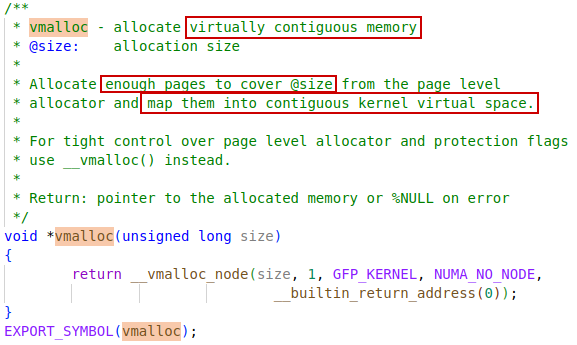 /**
 * vmalloc - allocate virtually contiguous memory
 * @size:    allocation size
 *
 * Allocate enough pages to cover @size from the page level
 * allocator and map them into contiguous kernel virtual space.
 *
 * For tight control over page level allocator and protection flags
 * use __vmalloc() instead.
 *
 * Return: pointer to the allocated memory or %NULL on error
 */
void *vmalloc(unsigned long size)
{
        return __vmalloc_node(size, 1, GFP_KERNEL, NUMA_NO_NODE,
                                __builtin_return_address(0));
}
EXPORT_SYMBOL(vmalloc);